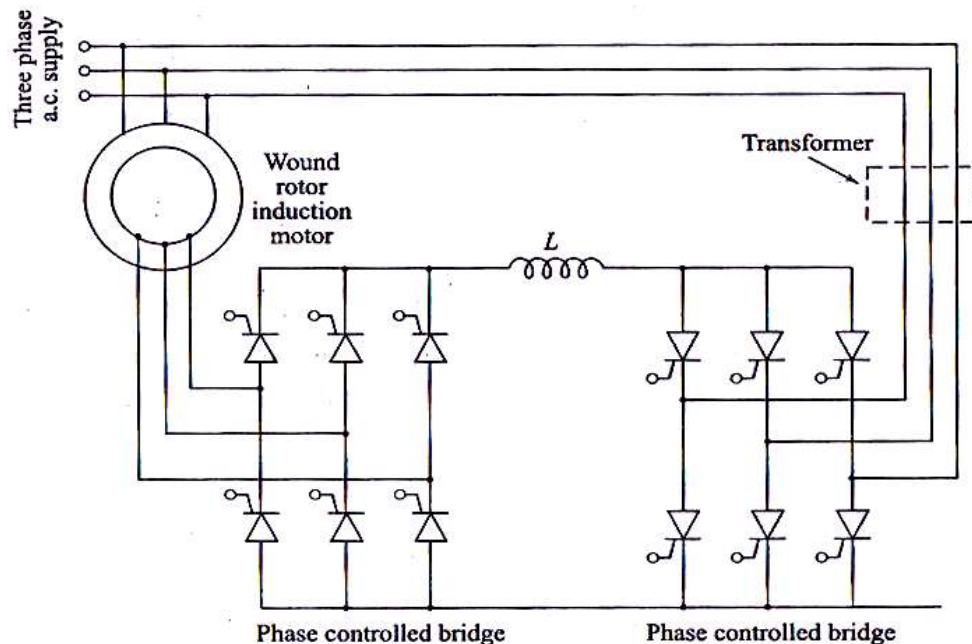 Three phase
a.c. supply
Wound
rotor
induction
motor
Transformer
L
Phase controlled bridge
Phase controlled bridge